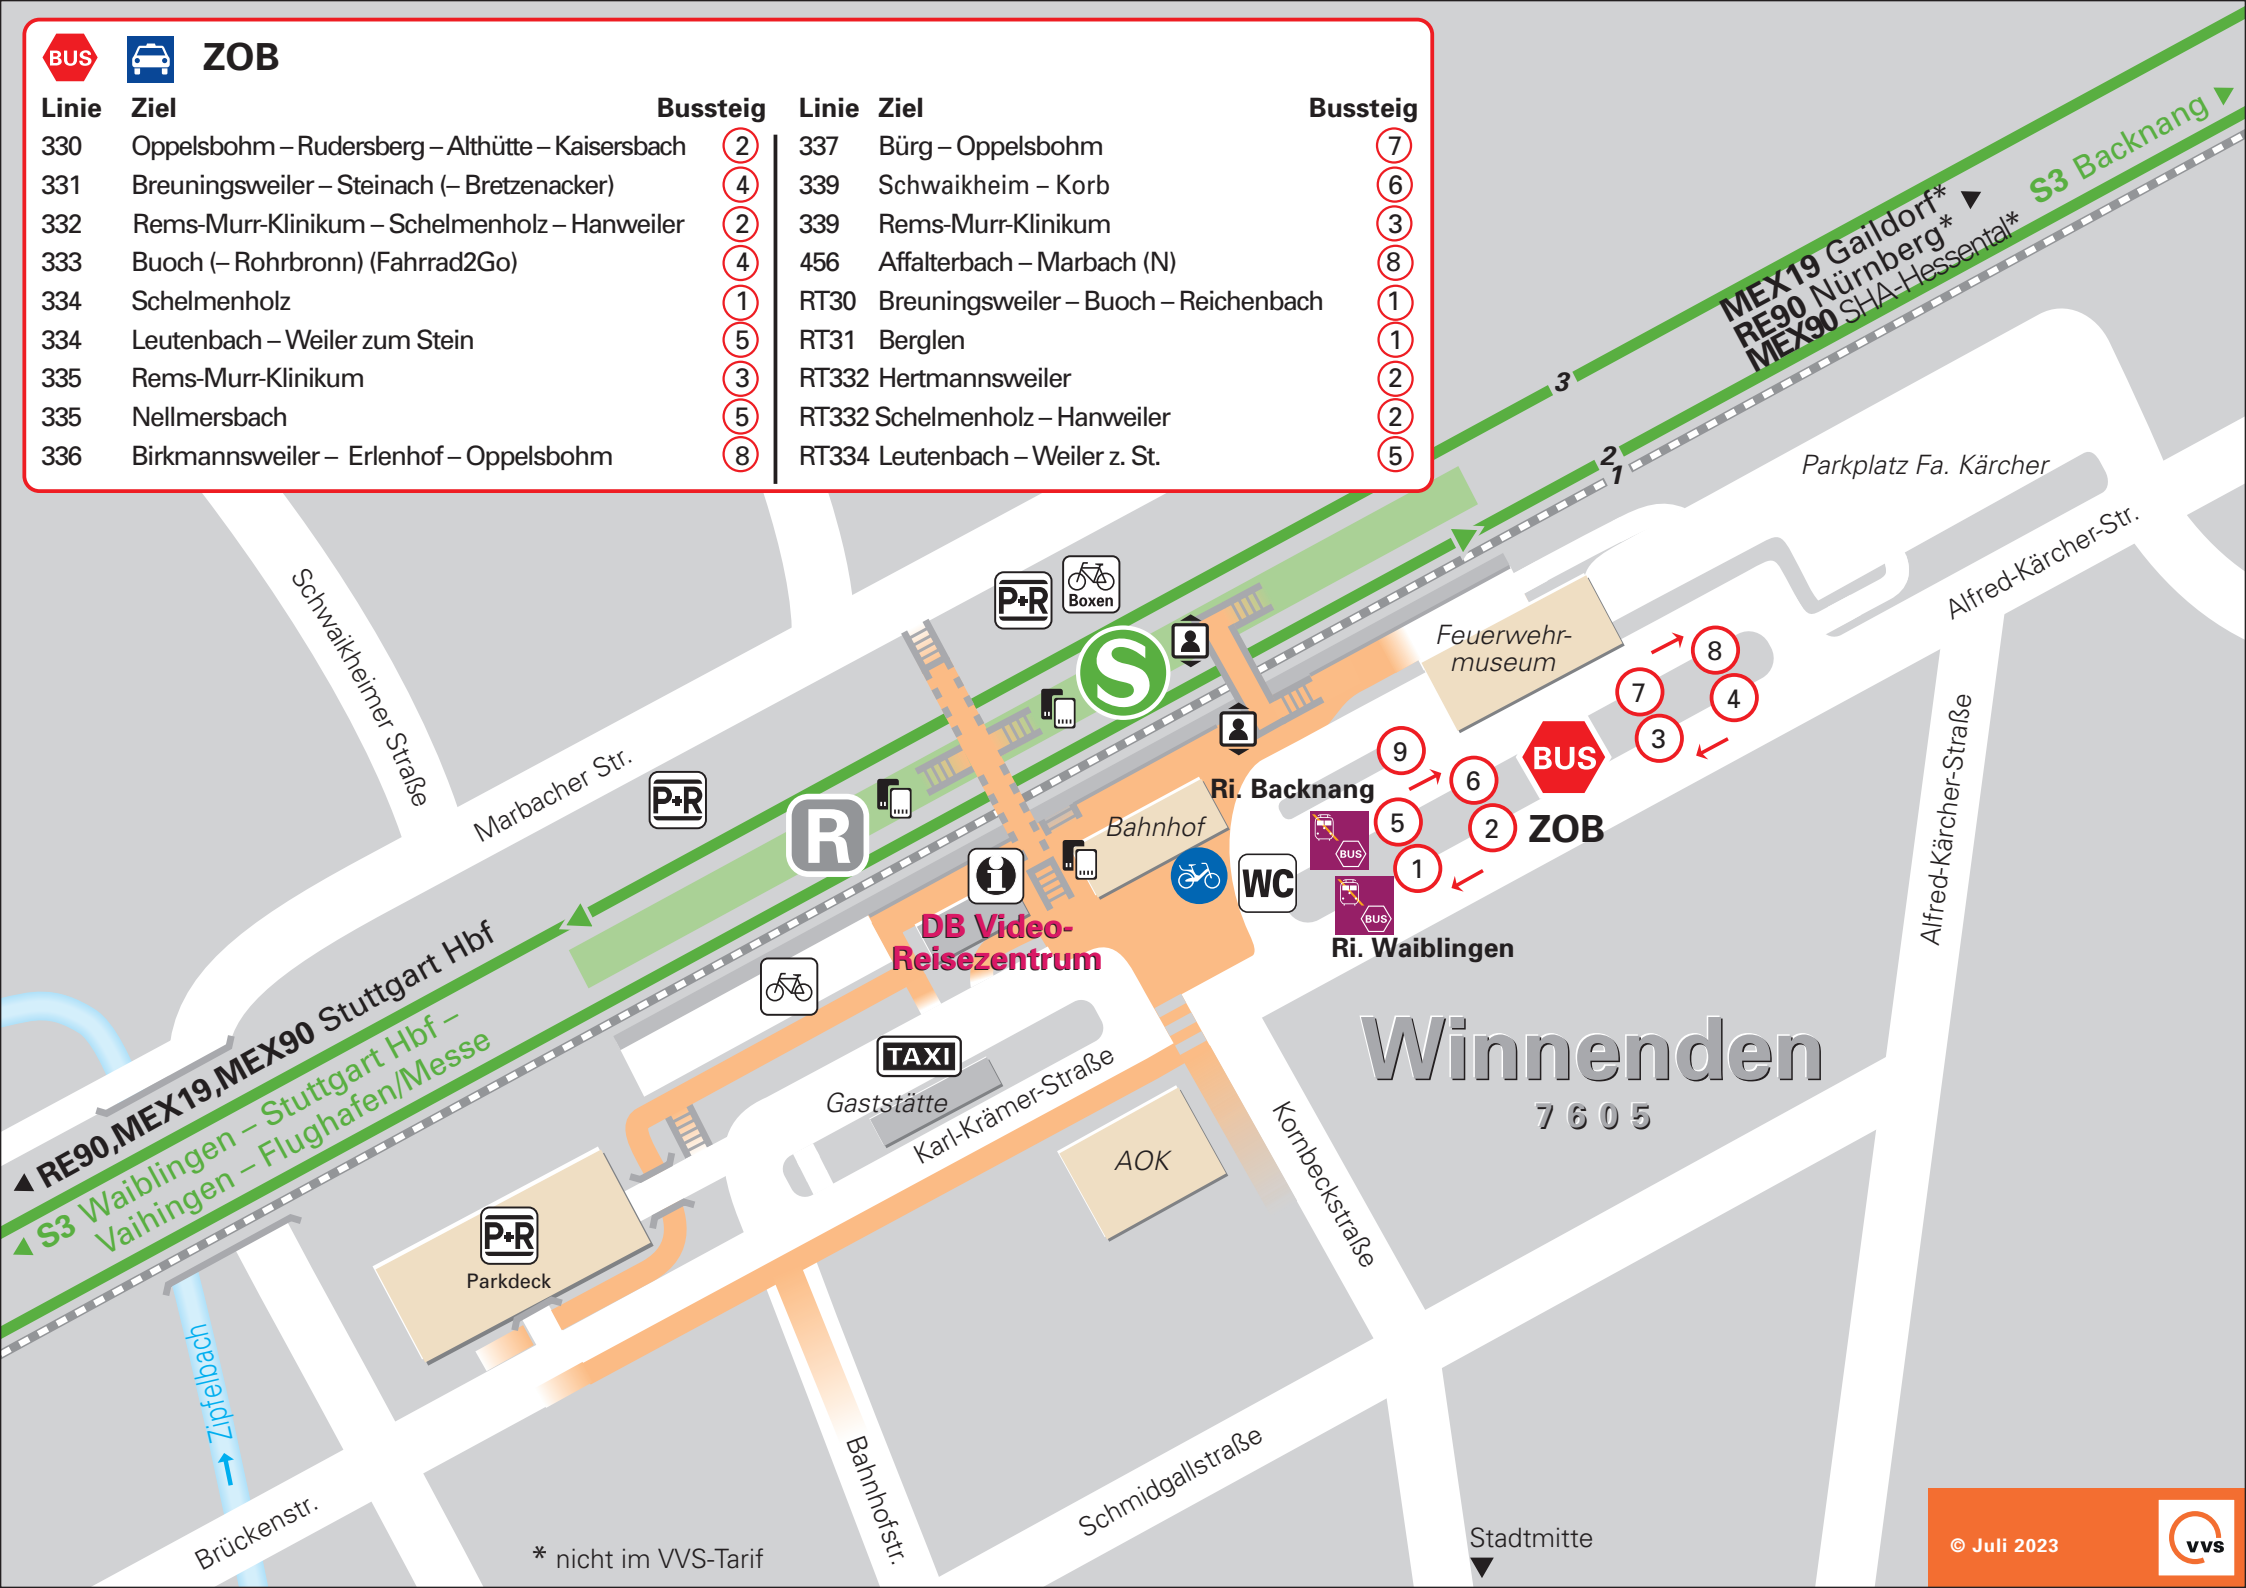 BUS ZOB
Linie Ziel Bussteig
330 Oppelsbohm – Rudersberg – Althütte – Kaisersbach 2
331 Breuningsweiler – Steinach (– Bretzenacker) 4
332 Rems-Murr-Klinikum – Schelmenholz – Hanweiler 2
333 Buoch (– Rohrbronn) (Fahrrad2Go) 4
334 Schelmenholz 1
334 Leutenbach – Weiler zum Stein 5
335 Rems-Murr-Klinikum 3
335 Nellmersbach 5
336 Birkmannsweiler – Erlenhof – Oppelsbohm 8
Linie Ziel Bussteig
337 Bürg – Oppelsbohm 7
339 Schwaikheim – Korb 6
339 Rems-Murr-Klinikum 3
456 Affalterbach – Marbach (N) 8
RT30 Breuningsweiler – Buoch – Reichenbach 1
RT31 Berglen 1
RT332 Hertmannsweiler 2
RT332 Schelmenholz – Hanweiler 2
RT334 Leutenbach – Weiler z. St. 5
S3 Backnang
MEX19 Gaildorf*
RE90 Nürnberg*
MEX90 SHA-Hessental*
3
2
1
Parkplatz Fa. Kärcher
Alfred-Kärcher-Str.
Schwaikheimer Straße
P+R
Boxen
S
Feuerwehr-
museum
8
7
4
3
BUS
9
6
Marbacher Str.
P+R
R
Ri. Backnang
Bahnhof
5
2
ZOB
BUS
1
WC
BUS
Ri. Waiblingen
i
DB Video-
Reisezentrum
Alfred-Kärcher-Straße
RE90,MEX19,MEX90 Stuttgart Hbf
S3 Waiblingen – Stuttgart Hbf –
Vaihingen – Flughafen/Messe
TAXI
Gaststätte
Karl-Krämer-Straße
Winnenden
7605
AOK
Kornbeckstraße
P+R
Parkdeck
Zipfelbach
Brückenstr.
Bahnhofstr.
Schmidgallstraße
* nicht im VVS-Tarif
Stadtmitte
© Juli 2023
VVS